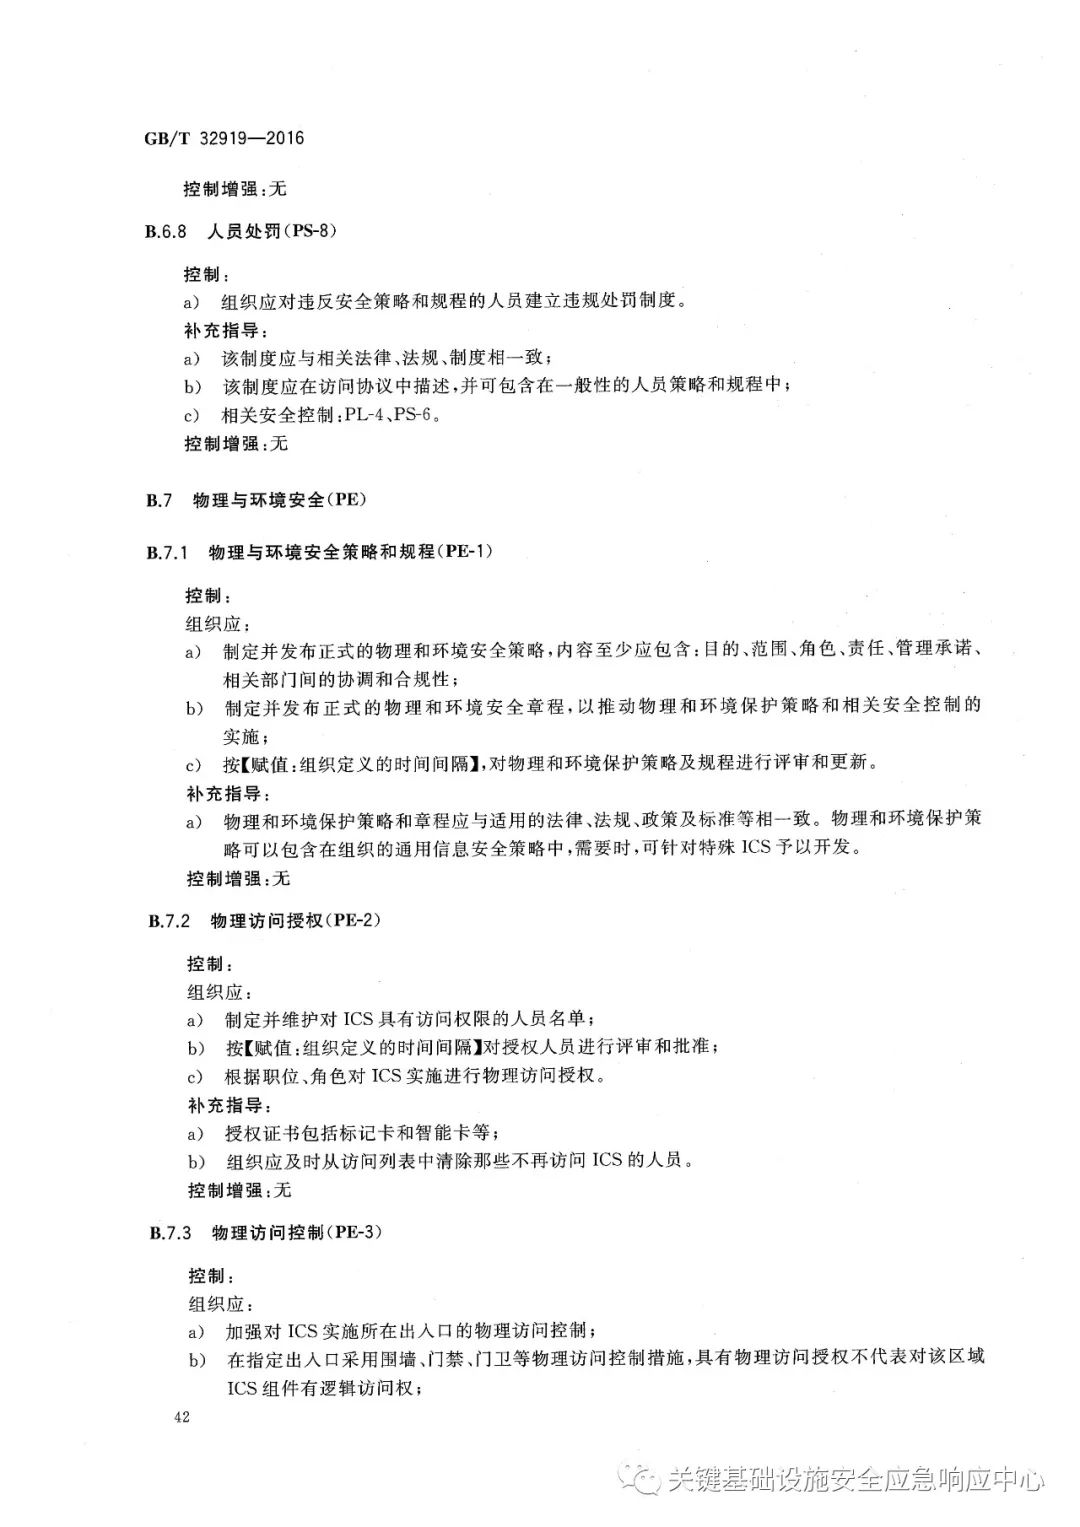 GB/T 32919—2016
控制增强:无
B.6.8 人员处罚(PS-8)
控制:
a) 组织应对违反安全策略和规程的人员建立违规处罚制度。
补充指导:
a) 该制度应与相关法律、法规、制度相一致;
b) 该制度应在访问协议中描述,并可包含在一般性的人员策略和规程中;
c) 相关安全控制:PL-4、PS-6。
控制增强:无
B.7 物理与环境安全(PE)
B.7.1 物理与环境安全策略和规程(PE-1)
控制:
组织应:
a) 制定并发布正式的物理和环境安全策略,内容至少应包含:目的、范围、角色、责任、管理承诺、
相关部门间的协调和合规性;
b) 制定并发布正式的物理和环境安全章程,以推动物理和环境保护策略和相关安全控制的
实施;
c) 按【赋值:组织定义的时间间隔】,对物理和环境保护策略及规程进行评审和更新。
补充指导:
a) 物理和环境保护策略和章程应与适用的法律、法规、政策及标准等相一致。物理和环境保护策
略可以包含在组织的通用信息安全策略中,需要时,可针对特殊 ICS 予以开发。
控制增强:无
B.7.2 物理访问授权(PE-2)
控制:
组织应:
a) 制定并维护对 ICS 具有访问权限的人员名单;
b) 按【赋值:组织定义的时间间隔】对授权人员进行评审和批准;
c) 根据职位、角色对 ICS 实施进行物理访问授权。
补充指导:
a) 授权证书包括标记卡和智能卡等;
b) 组织应及时从访问列表中清除那些不再访问 ICS 的人员。
控制增强:无
B.7.3 物理访问控制(PE-3)
控制:
组织应:
a) 加强对 ICS 实施所在出入口的物理访问控制;
b) 在指定出入口采用围墙、门禁、门卫等物理访问控制措施,具有物理访问授权不代表对该区域
ICS 组件有逻辑访问权;
42
关键基础设施安全应急响应中心